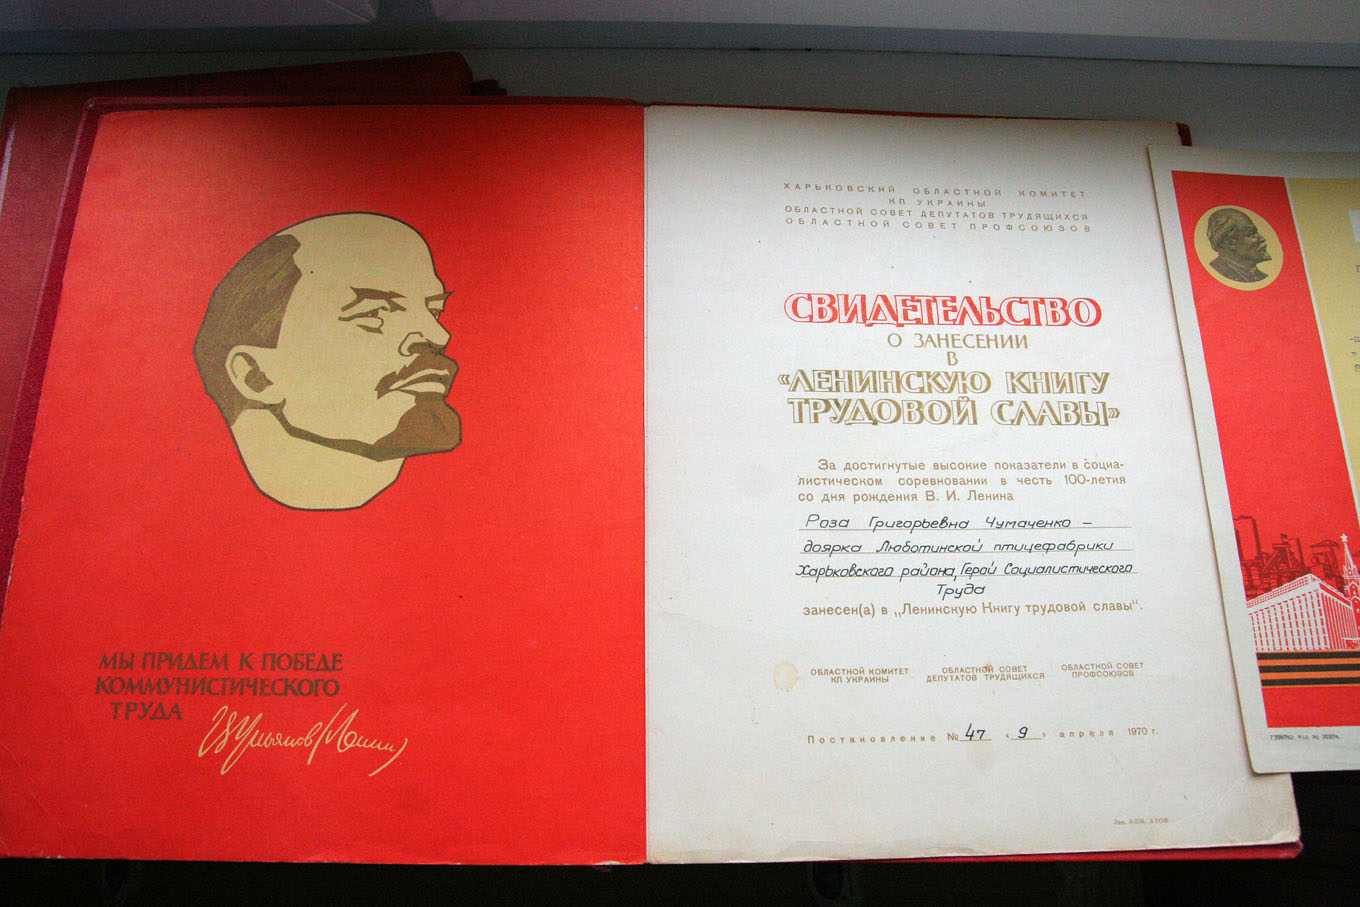 МЫ ПРИДЕМ К ПОБЕДЕ
КОММУНИСТИЧЕСКОГО
ТРУДА
В Ульянов (Ленин)
ХАРЬКОВСКИЙ ОБЛАСТНОЙ КОМИТЕТ
КП УКРАИНЫ
ОБЛАСТНОЙ СОВЕТ ДЕПУТАТОВ ТРУДЯЩИХСЯ
ОБЛАСТНОЙ СОВЕТ ПРОФСОЮЗОВ
СВИДЕТЕЛЬСТВО
О ЗАНЕСЕНИИ
В
«ЛЕНИНСКУЮ КНИГУ
ТРУДОВОЙ СЛАВЫ»
За достигнутые высокие показатели в социа-
листическом соревновании в честь 100-летия
со дня рождения В. И. Ленина
Роза Григорьевна Чумаченко –
доярка Люботинской птицефабрики
Харьковского района, Герой Социалистического
Труда
занесен(а) в „Ленинскую Книгу трудовой славы".
ОБЛАСТНОЙ КОМИТЕТ
КП УКРАИНЫ
ОБЛАСТНОЙ СОВЕТ
ДЕПУТАТОВ ТРУДЯЩИХСЯ
ОБЛАСТНОЙ СОВЕТ
ПРОФСОЮЗОВ
Постановление № 47 «9» апреля 1970 г.